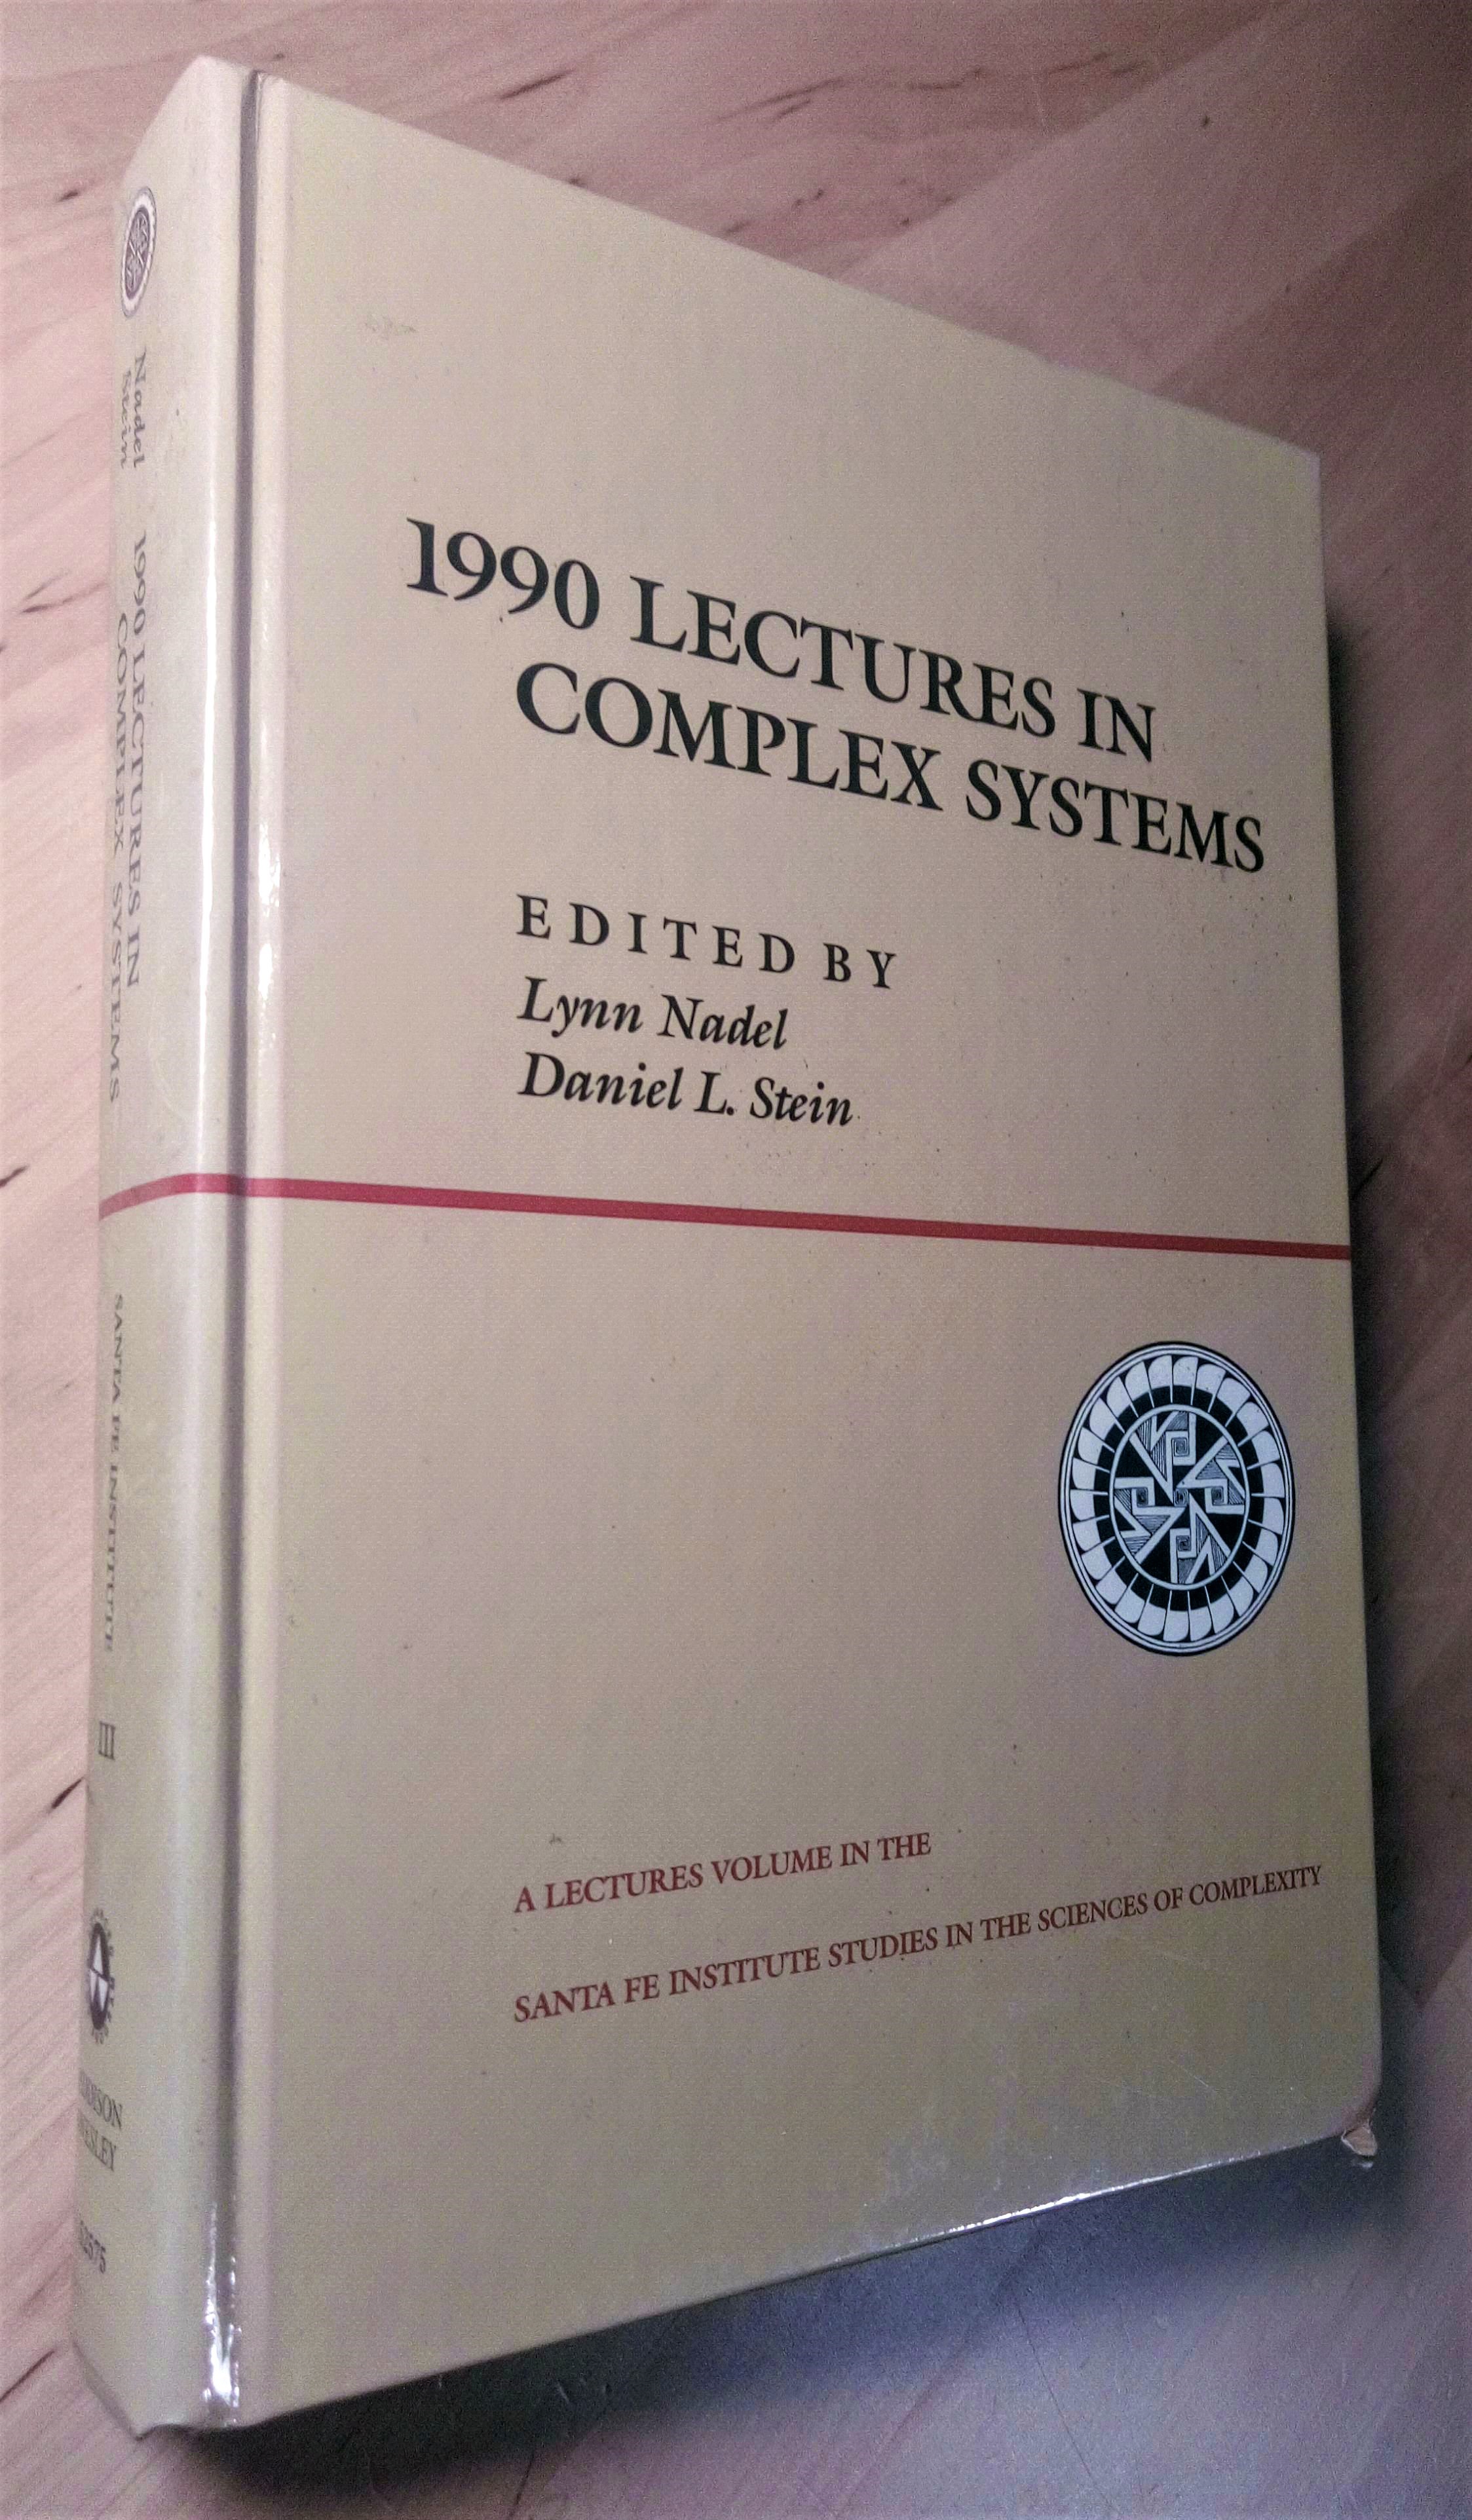 1990 LECTURES IN
COMPLEX SYSTEMS
EDITED BY
Lynn Nadel
Daniel L. Stein
A LECTURES VOLUME IN THE
SANTA FE INSTITUTE STUDIES IN THE SCIENCES OF COMPLEXITY
Nadel
Stein
1990 LECTURES IN
COMPLEX SYSTEMS
SANTA FE INSTITUTE
III